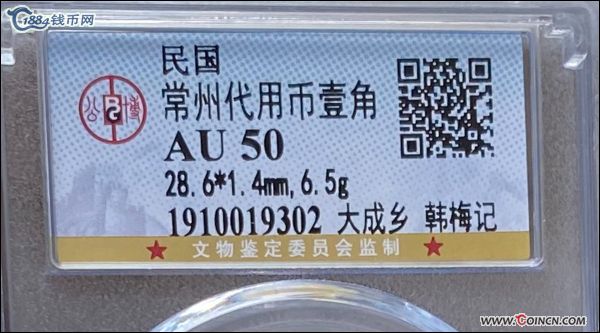 1884钱币网
民国
常州代用币壹角
AU 50
28.6*1.4mm, 6.5g
1910019302 大成乡 韩梅记
公博
文物鉴定委员会监制
www.COINCN.com